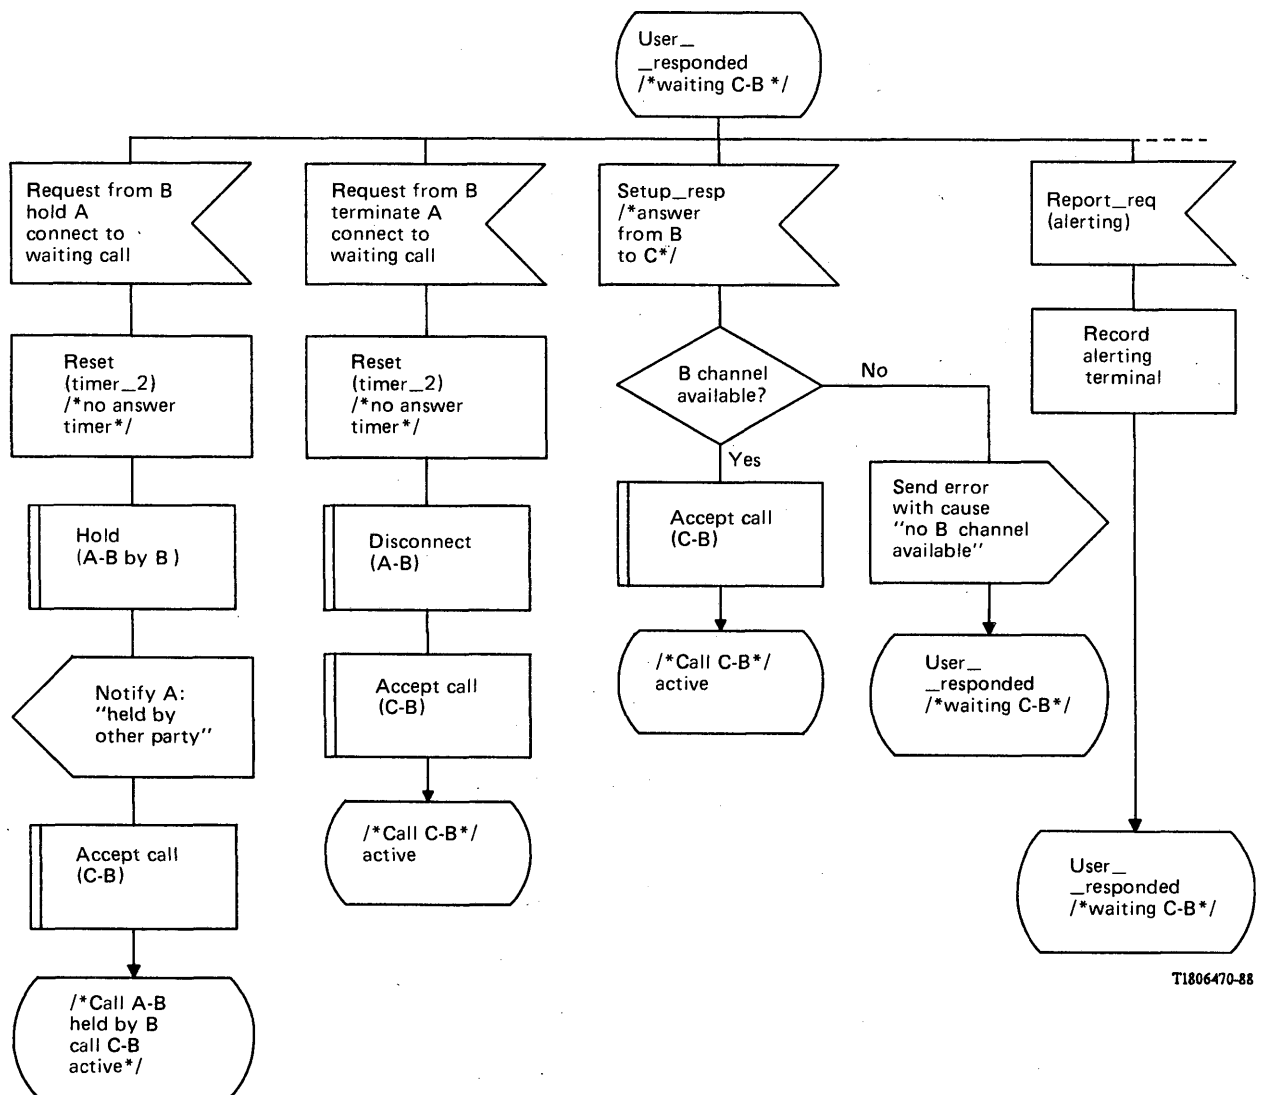 User_
_responded
/*waiting C-B */
Request from B
hold A
connect to
waiting call
Request from B
terminate A
connect to
waiting call
Setup_resp
/*answer
from B
to C*/
Report_req
(alerting)
Reset
(timer_2)
/*no answer
timer*/
Reset
(timer_2)
/*no answer
timer*/
B channel
available?
No
Yes
Record
alerting
terminal
Hold
(A-B by B)
Disconnect
(A-B)
Accept call
(C-B)
Send error
with cause
"no B channel
available"
Notify A:
"held by
other party"
Accept call
(C-B)
/*Call C-B*/
active
User_
_responded
/*waiting C-B*/
Accept call
(C-B)
/*Call C-B*/
active
User_
_responded
/*waiting C-B*/
/*Call A-B
held by B
call C-B
active*/
T1806470-88